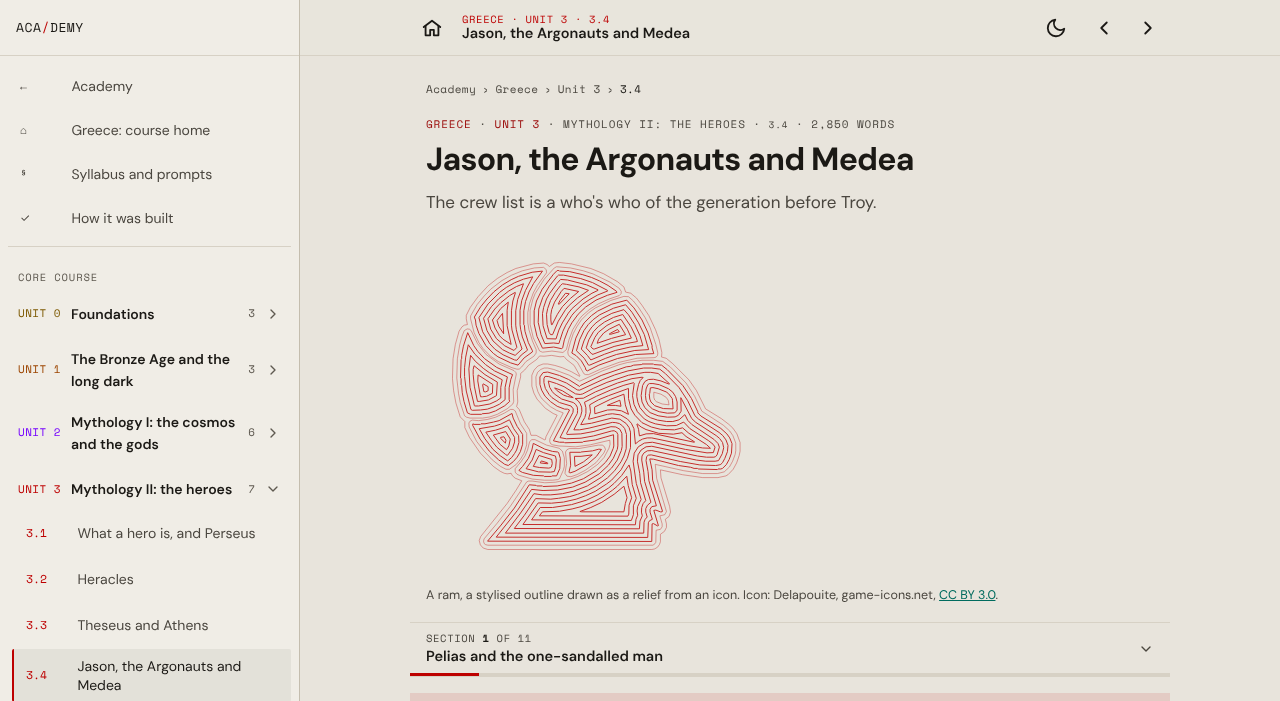 ACA/DEMY
← Academy
⌂ Greece: course home
§ Syllabus and prompts
✓ How it was built
CORE COURSE
UNIT 0 Foundations 3
UNIT 1 The Bronze Age and the long dark 3
UNIT 2 Mythology I: the cosmos and the gods 6
UNIT 3 Mythology II: the heroes 7
3.1 What a hero is, and Perseus
3.2 Heracles
3.3 Theseus and Athens
3.4 Jason, the Argonauts and Medea
GREECE · UNIT 3 · 3.4
Jason, the Argonauts and Medea
Academy › Greece › Unit 3 › 3.4
GREECE · UNIT 3 · MYTHOLOGY II: THE HEROES · 3.4 · 2,850 WORDS
Jason, the Argonauts and Medea
The crew list is a who's who of the generation before Troy.
A ram, a stylised outline drawn as a relief from an icon. Icon: Delapouite, game-icons.net, CC BY 3.0.
SECTION 1 OF 11
Pelias and the one-sandalled man